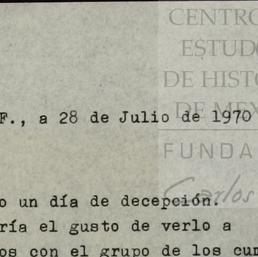 CENTRO
ESTUD
DE HISTO
DE MEX
F., a 28 de Julio de 1970
FUNDA
Carlos
o un día de decepción.
ría el gusto de verlo a
os con el grupo de los cu